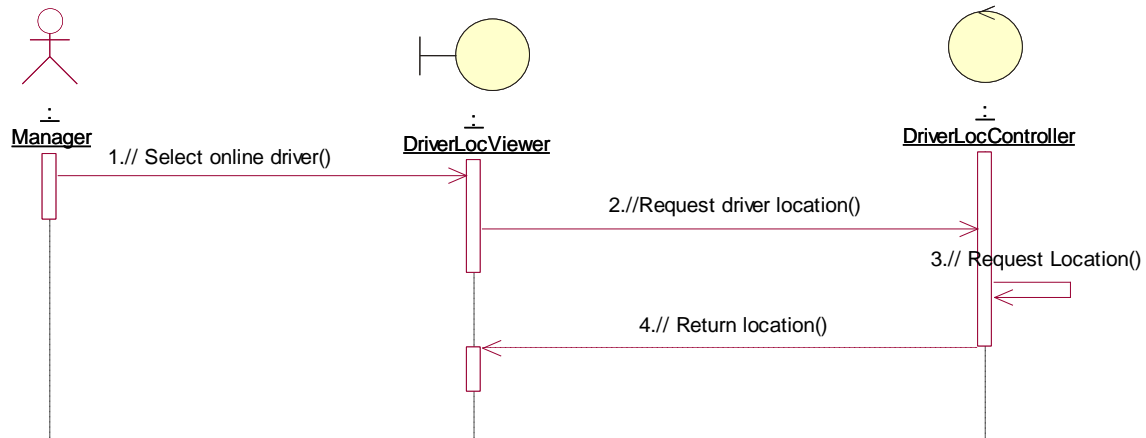 :
Manager
:
DriverLocViewer
:
DriverLocController
1.// Select online driver()
2.//Request driver location()
3.// Request Location()
4.// Return location()